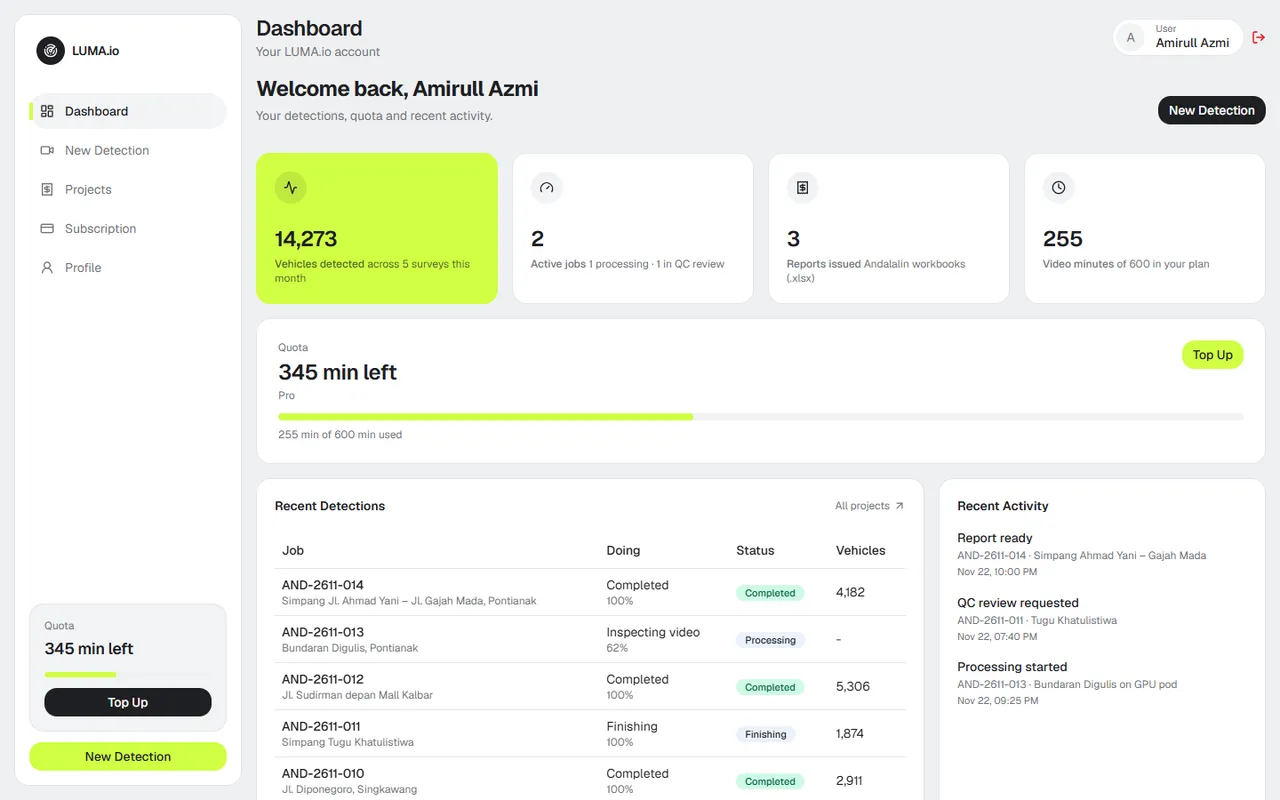 LUMA.io
Dashboard
New Detection
Projects
Subscription
Profile
Quota
345 min left
Top Up
New Detection
Dashboard
Your LUMA.io account
A
User
Amirull Azmi
Welcome back, Amirull Azmi
Your detections, quota and recent activity.
New Detection
14,273
Vehicles detected across 5 surveys this
month
2
Active jobs 1 processing · 1 in QC review
3
Reports issued Andalalin workbooks
(.xlsx)
255
Video minutes of 600 in your plan
Quota
345 min left
Pro
Top Up
255 min of 600 min used
Recent Detections
All projects
Job Doing Status Vehicles
AND-2611-014 Completed Completed 4,182
Simpang Jl. Ahmad Yani – Jl. Gajah Mada, Pontianak 100%
AND-2611-013 Inspecting video Processing -
Bundaran Digulis, Pontianak 62%
AND-2611-012 Completed Completed 5,306
Jl. Sudirman depan Mall Kalbar 100%
AND-2611-011 Finishing Finishing 1,874
Simpang Tugu Khatulistiwa 100%
AND-2611-010 Completed Completed 2,911
Jl. Diponegoro, Singkawang 100%
Recent Activity
Report ready
AND-2611-014 · Simpang Ahmad Yani – Gajah Mada
Nov 22, 10:00 PM
QC review requested
AND-2611-011 · Tugu Khatulistiwa
Nov 22, 07:40 PM
Processing started
AND-2611-013 · Bundaran Digulis on GPU pod
Nov 22, 09:25 PM